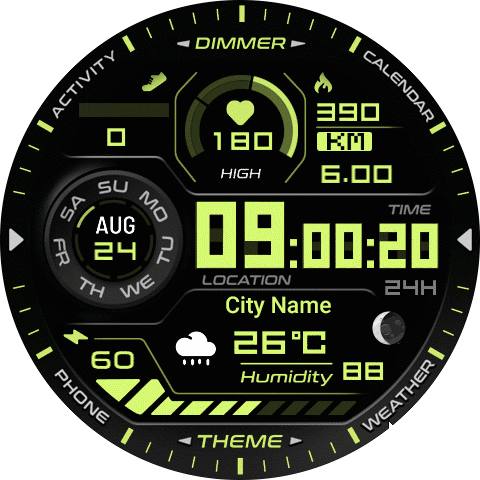 DIMMER
ACTIVITY
CALENDAR
0
180
HIGH
390
KM
6.00
SU MO TU WE TH FR SA
AUG
24
TIME
09:00:20
LOCATION
24H
City Name
60
26°C
Humidity 88
PHONE
WEATHER
THEME